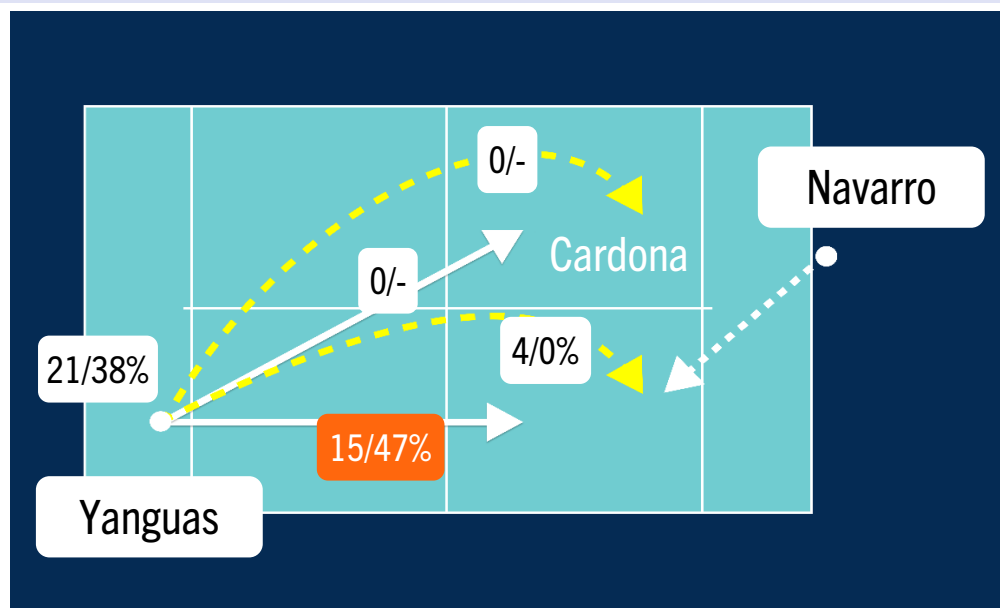 0/-
Navarro
Cardona
0/-
4/0%
21/38%
15/47%
Yanguas